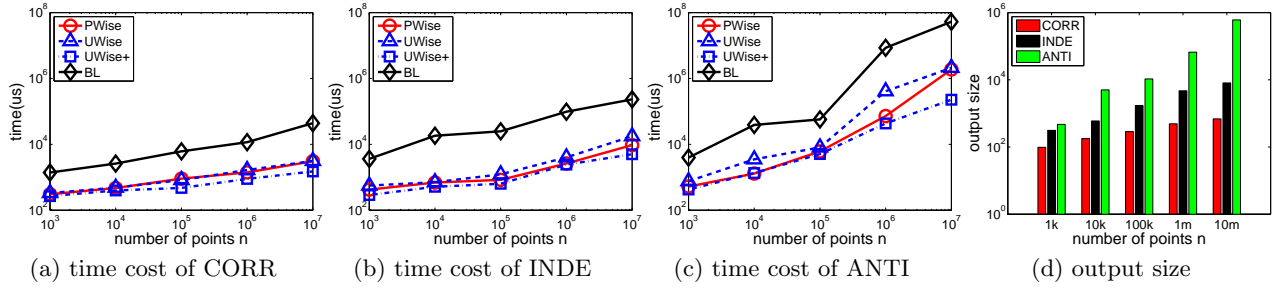 10^8
10^6
10^4
10^2
time(us)
PWise
UWise
UWise+
BL
10^3 10^4 10^5 10^6 10^7
number of points n
(a) time cost of CORR
10^8
10^6
10^4
10^2
time(us)
PWise
UWise
UWise+
BL
10^3 10^4 10^5 10^6 10^7
number of points n
(b) time cost of INDE
10^8
10^6
10^4
10^2
time(us)
PWise
UWise
UWise+
BL
10^3 10^4 10^5 10^6 10^7
number of points n
(c) time cost of ANTI
10^6
10^4
10^2
10^0
output size
CORR
INDE
ANTI
1k 10k 100k 1m 10m
number of points n
(d) output size